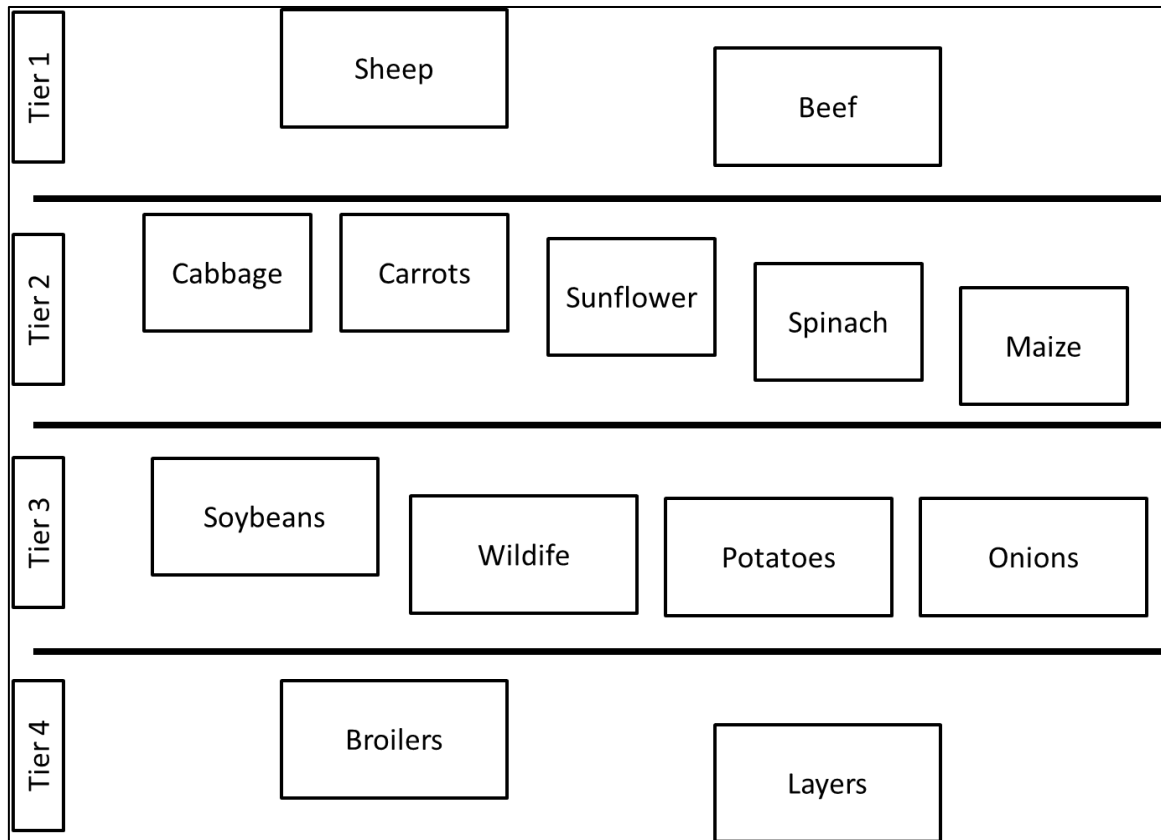 Tier 1
Sheep
Beef
Tier 2
Cabbage
Carrots
Sunflower
Spinach
Maize
Tier 3
Soybeans
Wildife
Potatoes
Onions
Tier 4
Broilers
Layers